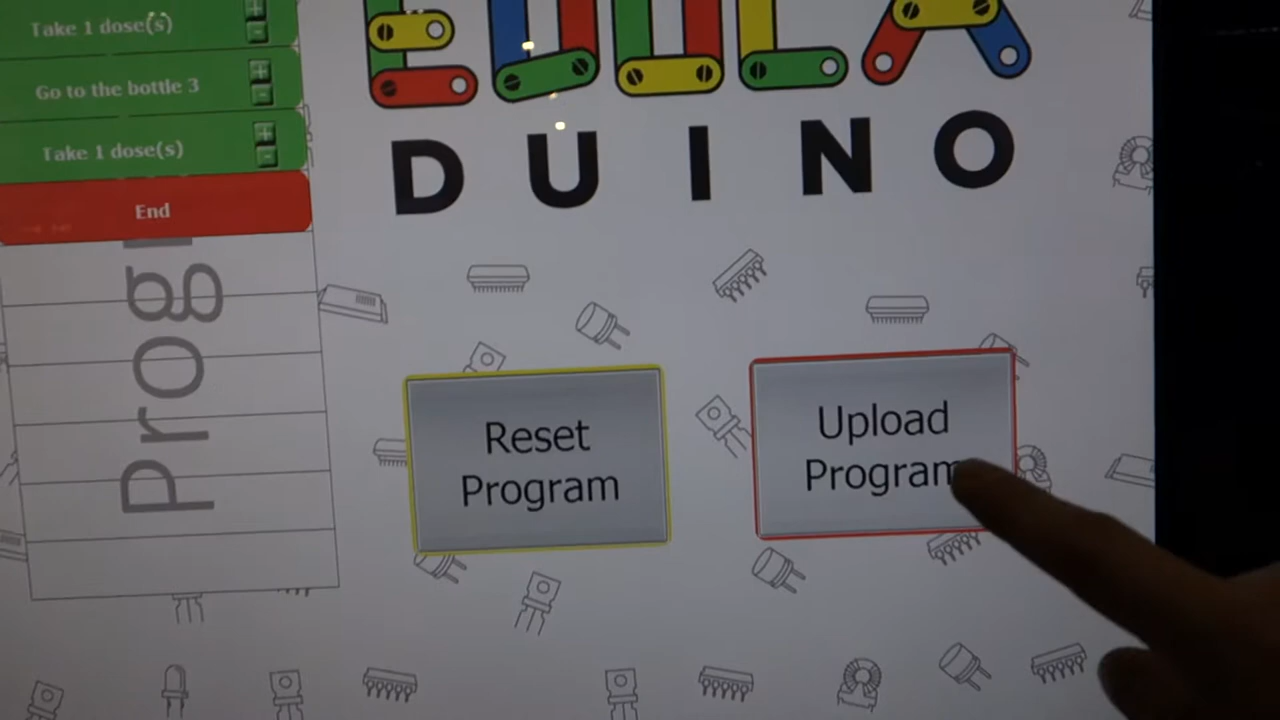 Take 1 dose(s)
Go to the bottle 3
Take 1 dose(s)
End
Prog
DUINO
Reset
Program
Upload
Program